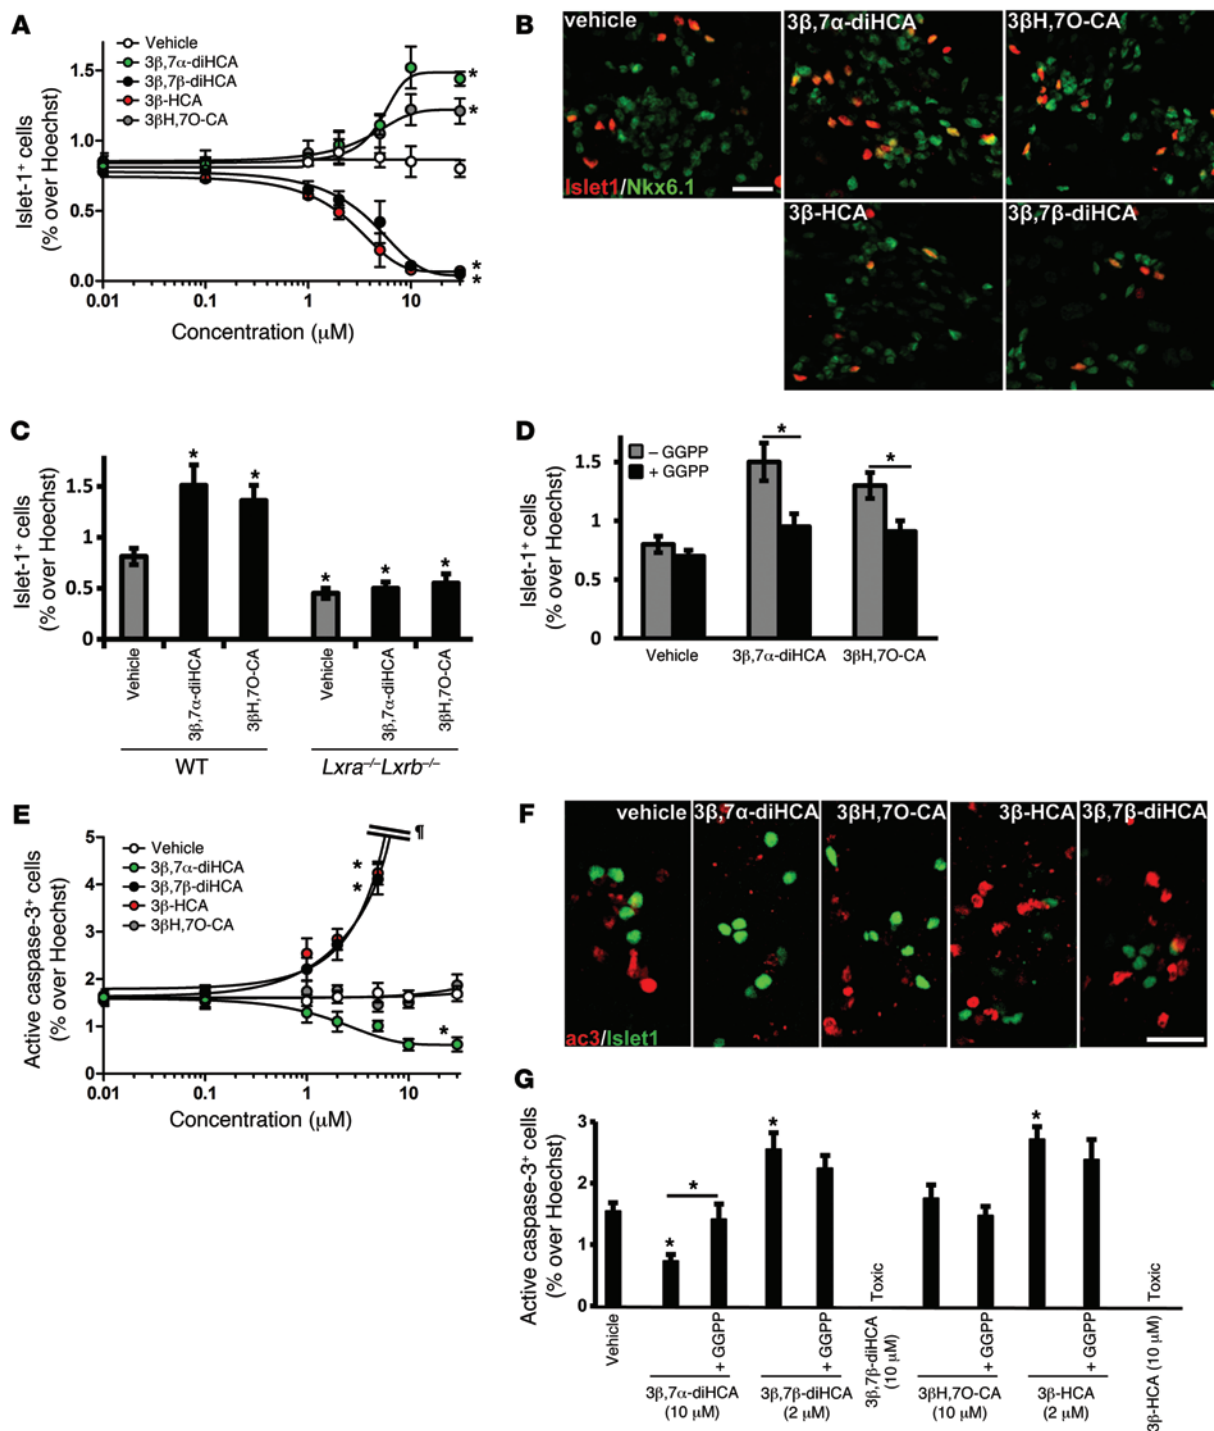 A
Vehicle
3β,7α-diHCA
3β,7β-diHCA
3β-HCA
3βH,7O-CA
Islet-1⁺ cells
(% over Hoechst)
1.5
1.0
0.5
0.0
*
*
*
*
0.01
0.1
1
10
Concentration (μM)
B
vehicle
3β,7α-diHCA
3βH,7O-CA
Islet1/Nkx6.1
3β-HCA
3β,7β-diHCA
C
Islet-1⁺ cells
(% over Hoechst)
1.5
1
0.5
0
*
*
*
*
*
Vehicle
3β,7α-diHCA
3βH,7O-CA
Vehicle
3β,7α-diHCA
3βH,7O-CA
WT
Lxra⁻/⁻Lxrb⁻/⁻
D
– GGPP
+ GGPP
Islet-1⁺ cells
(% over Hoechst)
1.5
1
0.5
0
*
*
Vehicle
3β,7α-diHCA
3βH,7O-CA
E
Vehicle
3β,7α-diHCA
3β,7β-diHCA
3β-HCA
3βH,7O-CA
Active caspase-3⁺ cells
(% over Hoechst)
5
4
3
2
1
0
¶
*
*
*
0.01
0.1
1
10
Concentration (μM)
F
vehicle
3β,7α-diHCA
3βH,7O-CA
3β-HCA
3β,7β-diHCA
ac3/Islet1
G
Active caspase-3⁺ cells
(% over Hoechst)
3
2
1
0
*
*
*
*
Toxic
Toxic
Vehicle
+ GGPP
3β,7α-diHCA
(10 μM)
+ GGPP
3β,7β-diHCA
(2 μM)
3β,7β-diHCA
(10 μM)
+ GGPP
3βH,7O-CA
(10 μM)
+ GGPP
3β-HCA
(2 μM)
3β-HCA (10 μM)